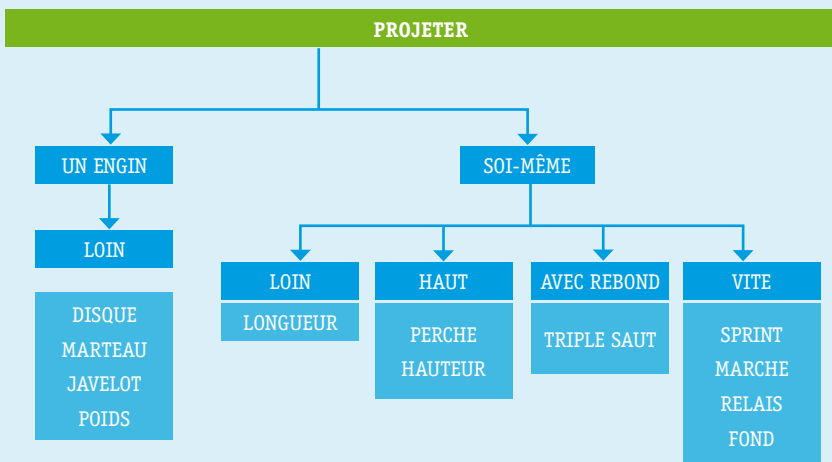 PROJETER
UN ENGIN
SOI-MÊME
LOIN
DISQUE
MARTEAU
JAVELOT
POIDS
LOIN
LONGUEUR
HAUT
PERCHE
HAUTEUR
AVEC REBOND
TRIPLE SAUT
VITE
SPRINT
MARCHE
RELAIS
FOND